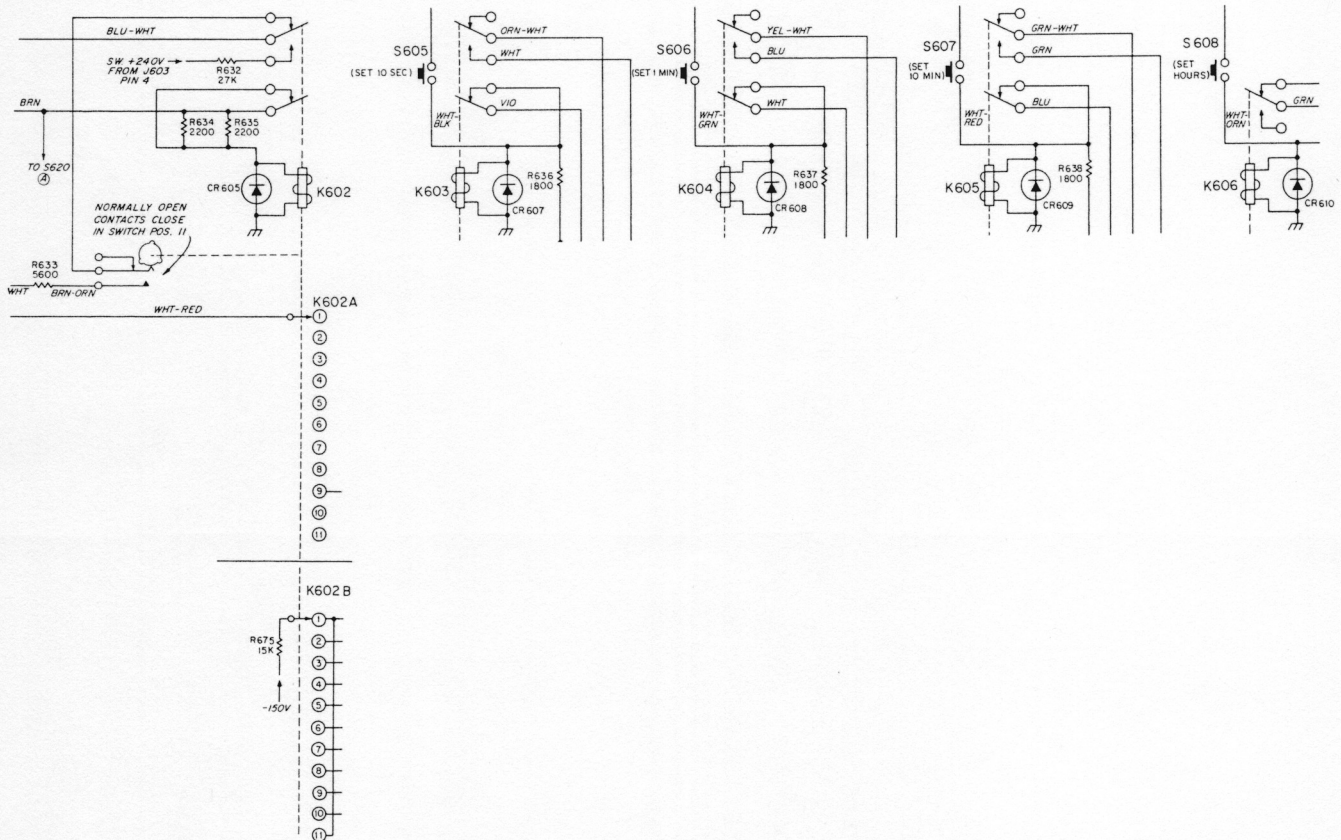 BLU-WHT
SW. +240V
FROM J603
PIN 4
R632
27K
BRN
R634
2200
R635
2200
TO S620
A
CR605
K602
NORMALLY OPEN
CONTACTS CLOSE
IN SWITCH POS. 11
R633
5600
WHT
BRN-ORN
WHT-RED
K602A
1
2
3
4
5
6
7
8
9
10
11
K602B
R675
15K
-150V
1
2
3
4
5
6
7
8
9
10
11
S605
(SET 10 SEC)
ORN-WHT
WHT
VIO
WHT-
BLK
K603
CR607
R636
1800
S606
(SET 1 MIN)
YEL-WHT
BLU
WHT
WHT-
GRN
K604
CR608
R637
1800
S607
(SET
10 MIN)
GRN-WHT
GRN
BLU
WHT-
RED
K605
CR609
R638
1800
S608
(SET
HOURS)
GRN
WHT-
ORN
K606
CR610